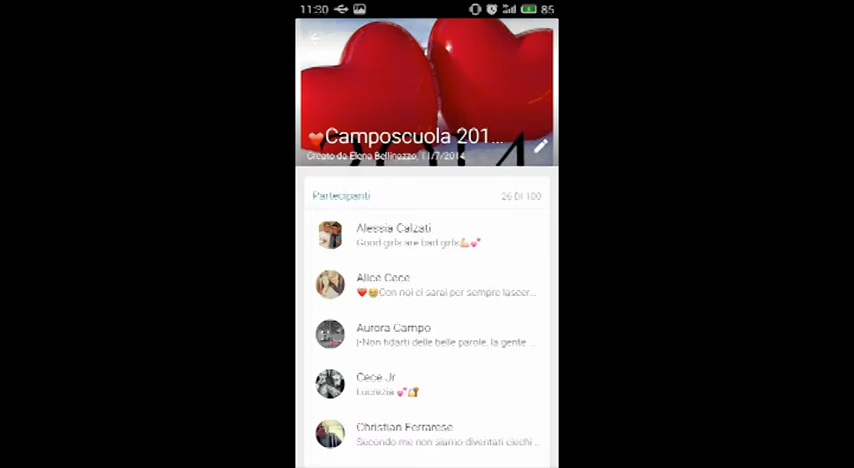 11:30 85
❤Camposcuola 201...
Creato da Elena Bellinazzo, 11/7/2014
Partecipanti 26 DI 100
Alessia Calzati
Good girls are bad girls💪💕
Alice Cece
❤😢Con noi ci sarai per sempre lascer...
Aurora Campo
|•Non fidarti delle belle parole, la gente ...
Cece Jr
Lucrezia 💕
Christian Ferrarese
Secondo me non siamo diventati ciechi...